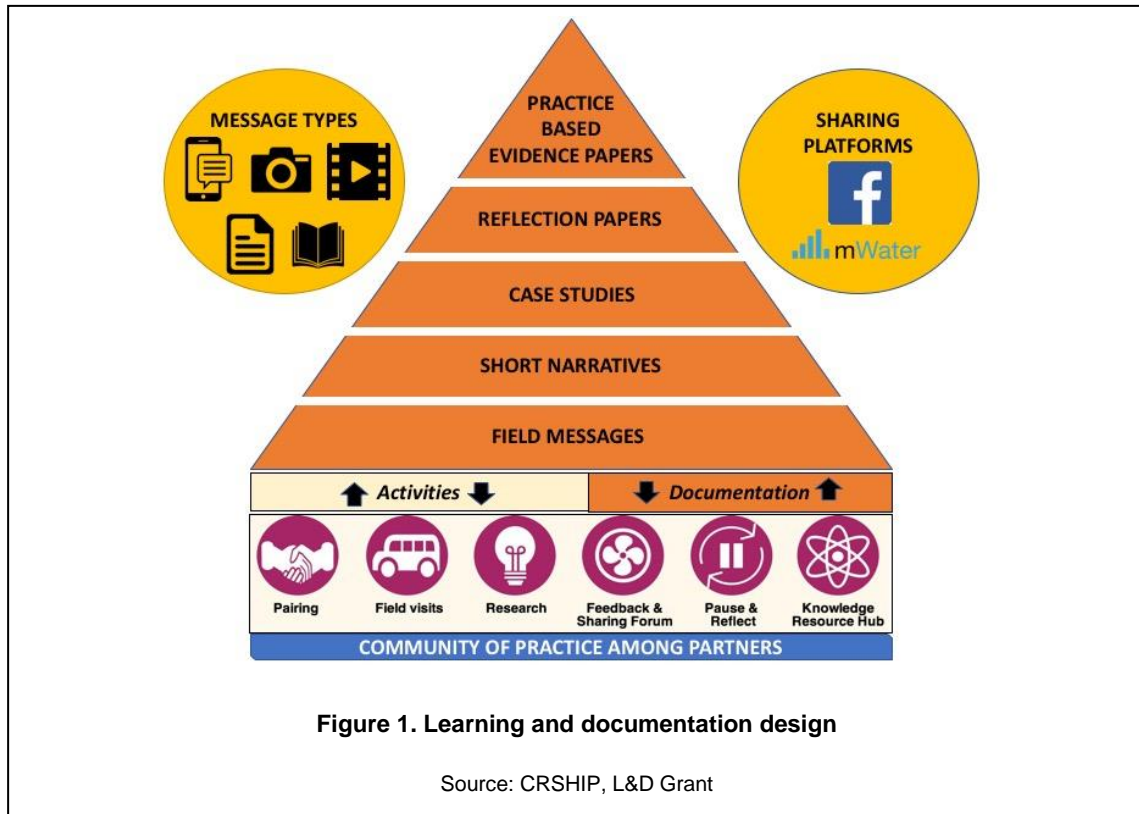 MESSAGE TYPES
PRACTICE
BASED
EVIDENCE PAPERS
SHARING
PLATFORMS
f
mWater
REFLECTION PAPERS
CASE STUDIES
SHORT NARRATIVES
FIELD MESSAGES
Activities
Documentation
Pairing
Field visits
Research
Feedback &
Sharing Forum
Pause &
Reflect
Knowledge
Resource Hub
COMMUNITY OF PRACTICE AMONG PARTNERS
Figure 1. Learning and documentation design
Source: CRSHIP, L&D Grant